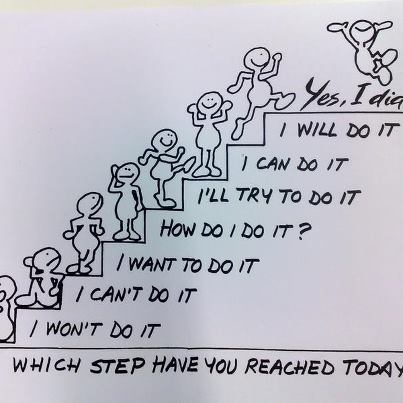 Yes, I did
I WILL DO IT
I CAN DO IT
I'LL TRY TO DO IT
HOW DO I DO IT?
I WANT TO DO IT
I CAN'T DO IT
I WON'T DO IT
WHICH STEP HAVE YOU REACHED TODAY